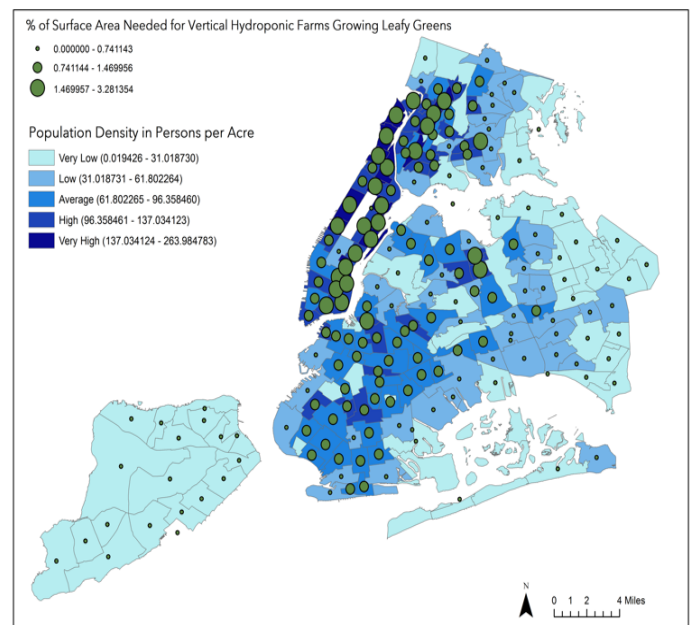 % of Surface Area Needed for Vertical Hydroponic Farms Growing Leafy Greens
0.000000 - 0.741143
0.741144 - 1.469956
1.469957 - 3.281354
Population Density in Persons per Acre
Very Low (0.019426 - 31.018730)
Low (31.018731 - 61.802264)
Average (61.802265 - 96.358460)
High (96.358461 - 137.034123)
Very High (137.034124 - 263.984783)
N
0 1 2 4 Miles